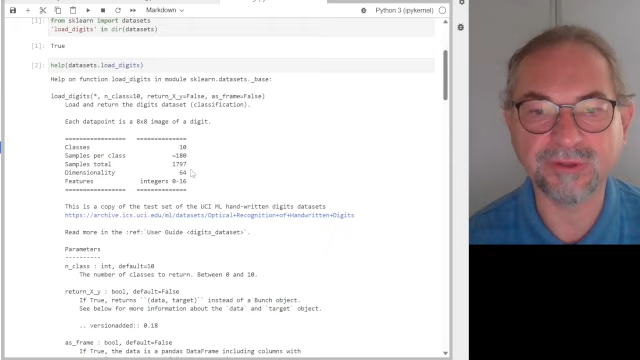 Markdown
Python 3 (ipykernel)
[1]: from sklearn import datasets
'load_digits' in dir(datasets)
[1]: True
[2]: help(datasets.load_digits)
Help on function load_digits in module sklearn.datasets._base:
load_digits(*, n_class=10, return_X_y=False, as_frame=False)
Load and return the digits dataset (classification).
Each datapoint is a 8x8 image of a digit.
================= ==============
Classes 10
Samples per class ~180
Samples total 1797
Dimensionality 64
Features integers 0-16
================= ==============
This is a copy of the test set of the UCI ML hand-written digits datasets
https://archive.ics.uci.edu/ml/datasets/Optical+Recognition+of+Handwritten+Digits
Read more in the :ref:`User Guide <digits_dataset>`.
Parameters
----------
n_class : int, default=10
The number of classes to return. Between 0 and 10.
return_X_y : bool, default=False
If True, returns ``(data, target)`` instead of a Bunch object.
See below for more information about the `data` and `target` object.
.. versionadded:: 0.18
as_frame : bool, default=False
If True, the data is a pandas DataFrame including columns with